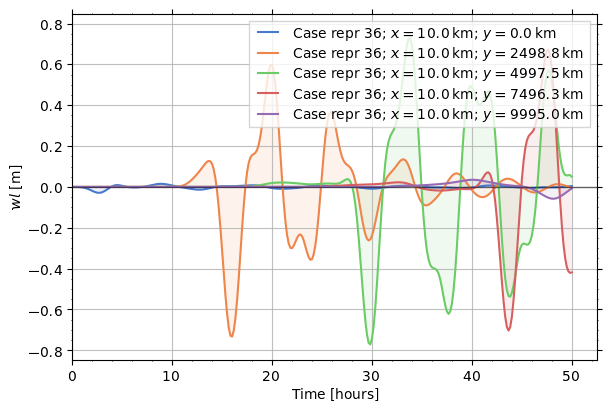 Case repr 36; x = 10.0 km; y = 0.0 km
Case repr 36; x = 10.0 km; y = 2498.8 km
Case repr 36; x = 10.0 km; y = 4997.5 km
Case repr 36; x = 10.0 km; y = 7496.3 km
Case repr 36; x = 10.0 km; y = 9995.0 km
wl [m]
0.8
0.6
0.4
0.2
0.0
−0.2
−0.4
−0.6
−0.8
0 10 20 30 40 50
Time [hours]